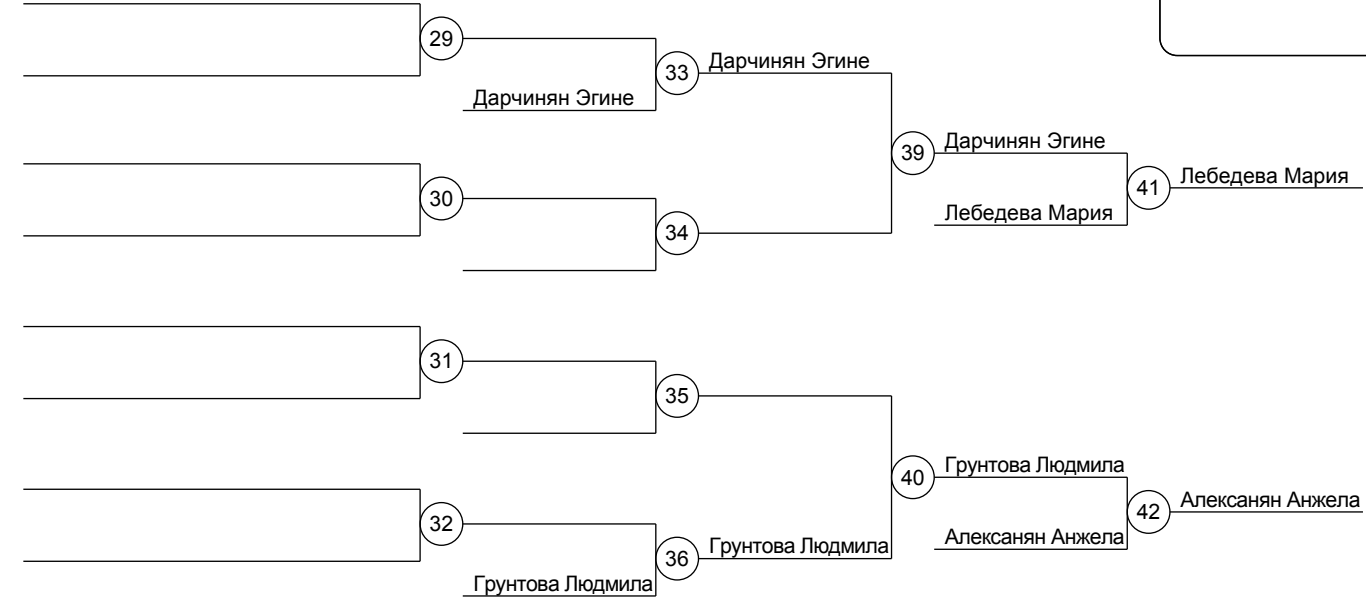 29
33
Дарчинян Эгине
Дарчинян Эгине
39
Дарчинян Эгине
41
Лебедева Мария
30
Лебедева Мария
34
31
35
40
Грунтова Людмила
42
Алексанян Анжела
32
Алексанян Анжела
36
Грунтова Людмила
Грунтова Людмила